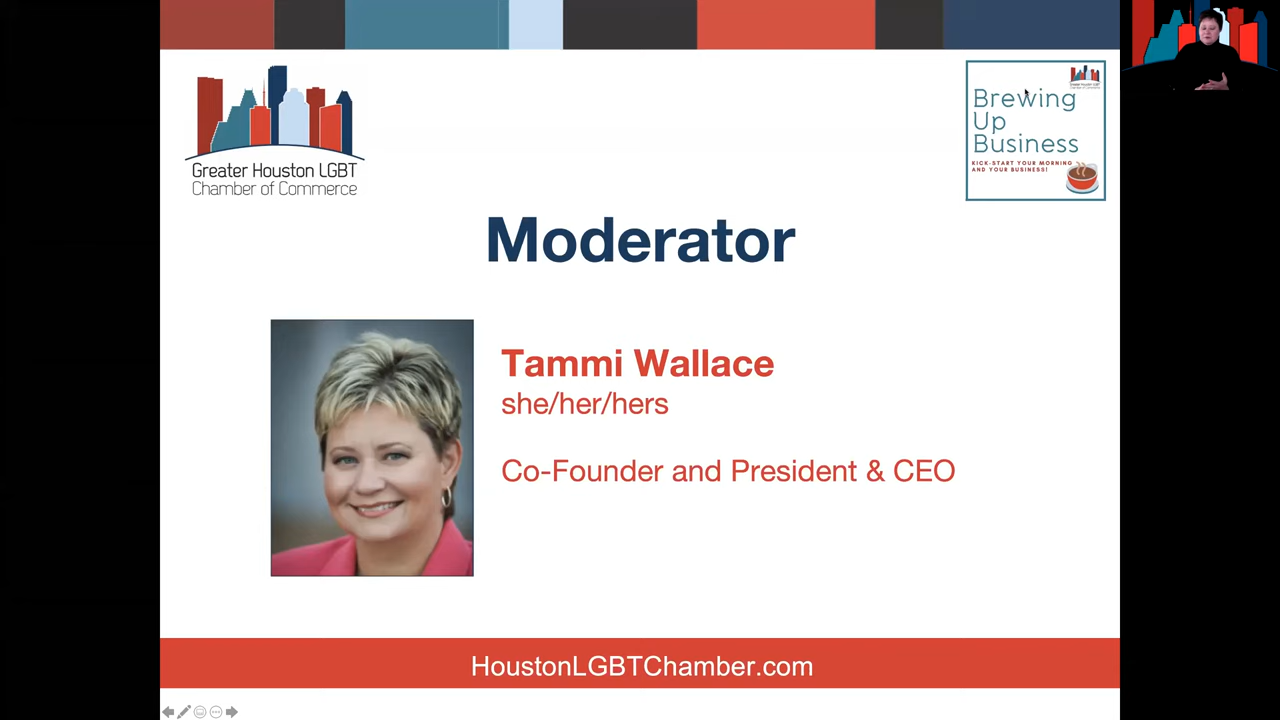 Greater Houston LGBT
Chamber of Commerce
Brewing
Up
Business
KICK-START YOUR MORNING
AND YOUR BUSINESS!
Moderator
Tammi Wallace
she/her/hers
Co-Founder and President & CEO
HoustonLGBTChamber.com